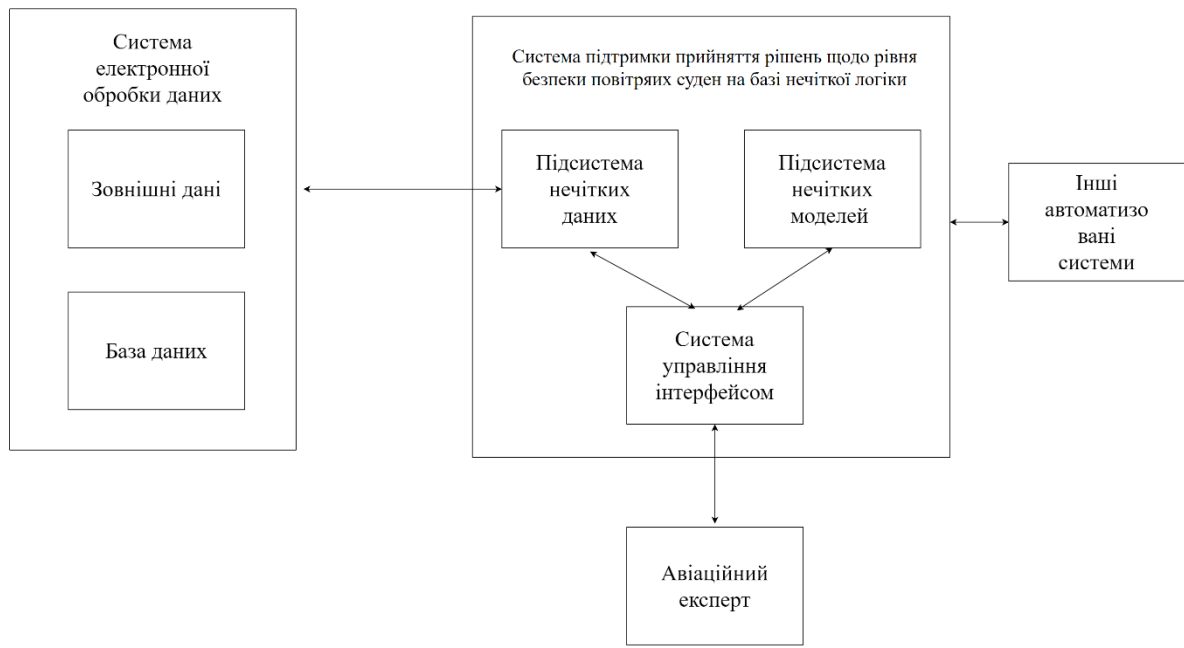 Система
електронної
обробки даних
Зовнішні дані
База даних
Система підтримки прийняття рішень щодо рівня
безпеки повітряих суден на базі нечіткої логіки
Підсистема
нечітких
даних
Підсистема
нечітких
моделей
Система
управління
інтерфейсом
Інші
автоматизо
вані
системи
Авіаційний
експерт